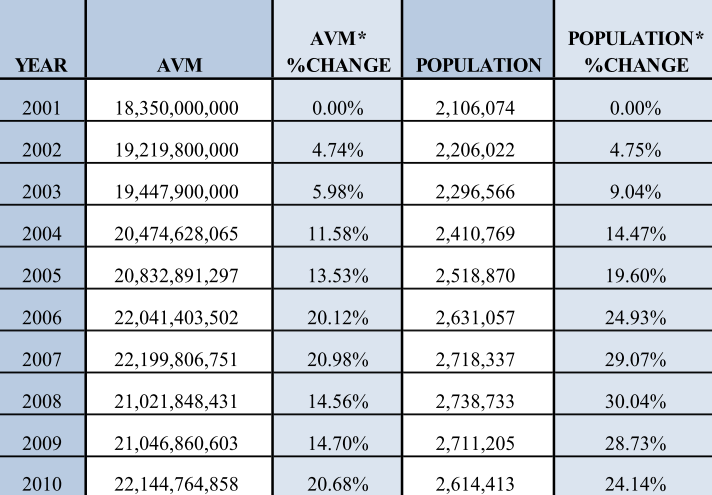 YEAR AVM AVM* %CHANGE POPULATION POPULATION* %CHANGE
2001 18,350,000,000 0.00% 2,106,074 0.00%
2002 19,219,800,000 4.74% 2,206,022 4.75%
2003 19,447,900,000 5.98% 2,296,566 9.04%
2004 20,474,628,065 11.58% 2,410,769 14.47%
2005 20,832,891,297 13.53% 2,518,870 19.60%
2006 22,041,403,502 20.12% 2,631,057 24.93%
2007 22,199,806,751 20.98% 2,718,337 29.07%
2008 21,021,848,431 14.56% 2,738,733 30.04%
2009 21,046,860,603 14.70% 2,711,205 28.73%
2010 22,144,764,858 20.68% 2,614,413 24.14%